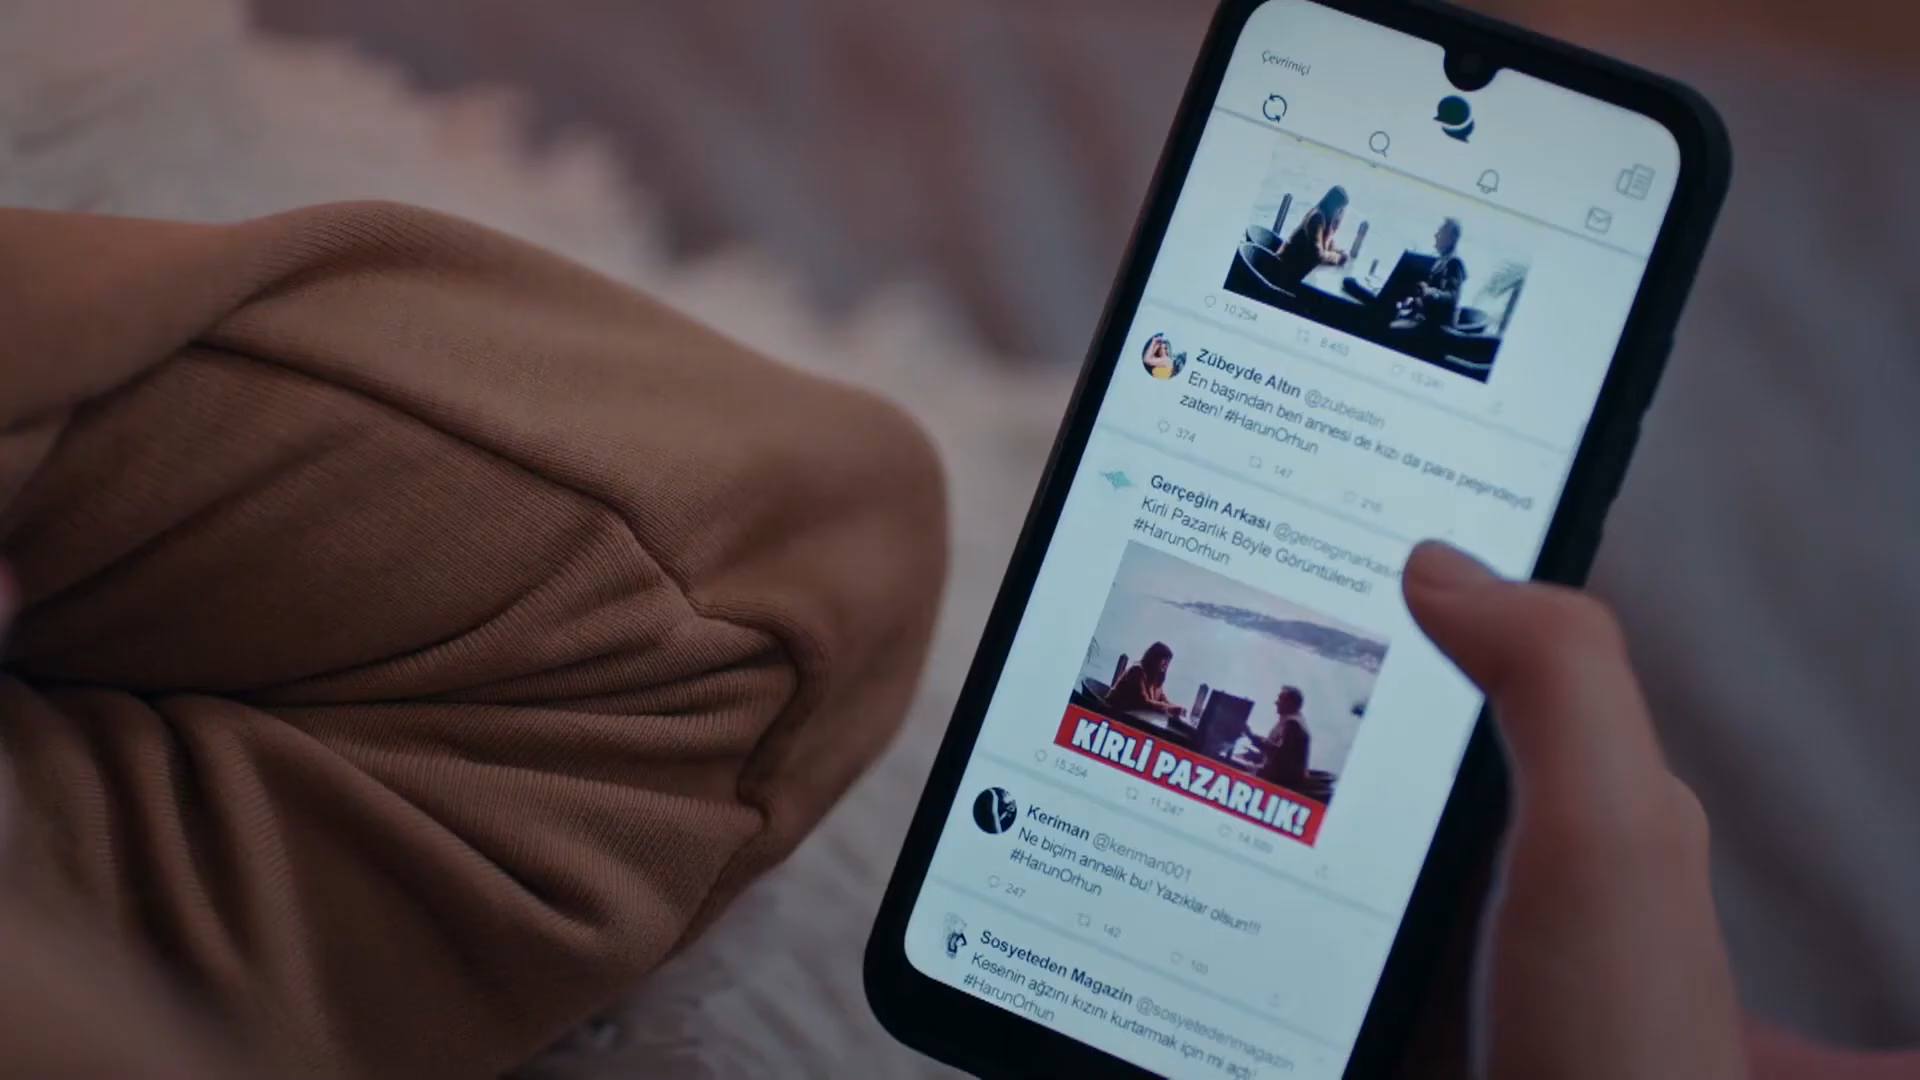 Çevrimiçi
10.254 8.453 15.241
Zübeyde Altın @zubealtin
En başından beri annesi de kızı da para peşindeydi
zaten! #HarunOrhun
374 147 216
Gerçeğin Arkası @gerceginarkasi
Kirli Pazarlık Böyle Görüntülendi!
#HarunOrhun
KİRLİ PAZARLIK!
15.254 11.247
Keriman @keriman001
Ne biçim annelik bu! Yazıklar olsun!!!
#HarunOrhun
247 142 103
Sosyeteden Magazin @sosyetedenmagazin
Kesenin ağzını kızını kurtarmak için mi açtı!
#HarunOrhun